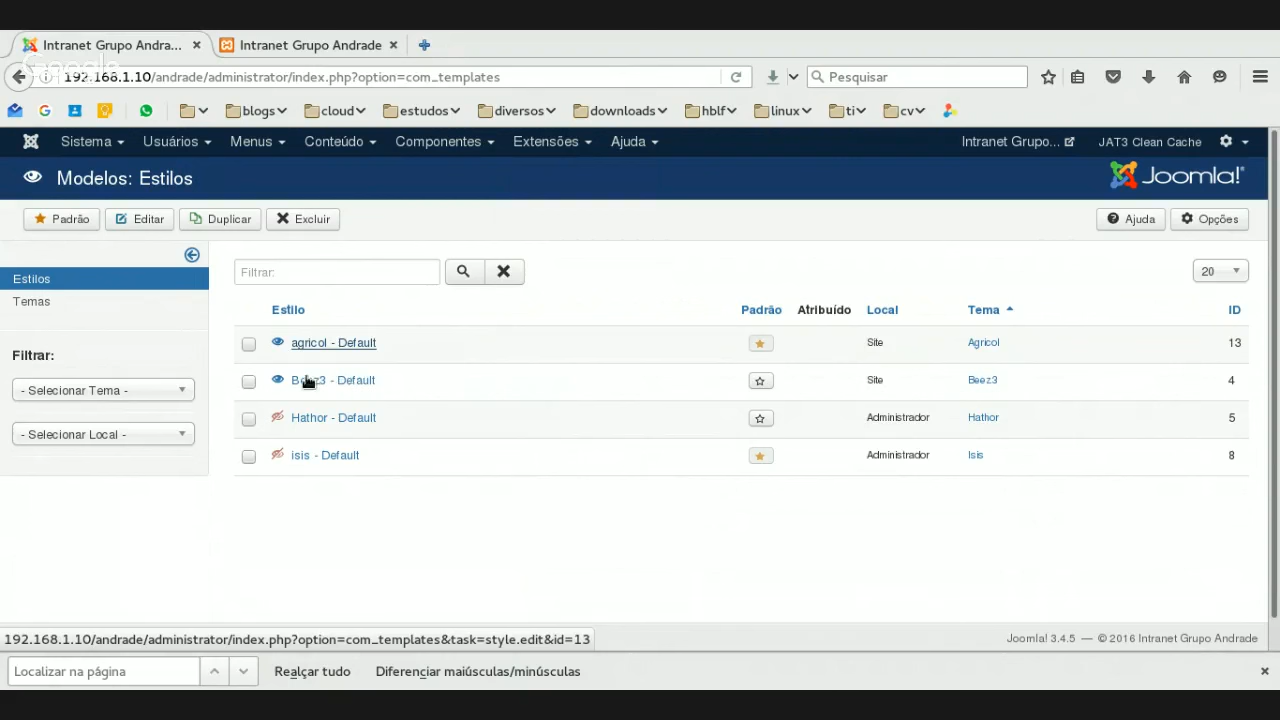 Intranet Grupo Andra... × Intranet Grupo Andrade ×
Google
192.168.1.10/andrade/administrator/index.php?option=com_templates
Pesquisar
blogs cloud estudos diversos downloads hblf linux ti cv
Sistema Usuários Menus Conteúdo Componentes Extensões Ajuda Intranet Grupo... JAT3 Clean Cache
Modelos: Estilos
Joomla!®
Padrão Editar Duplicar Excluir Ajuda Opções
Estilos
Temas
Filtrar:
- Selecionar Tema -
- Selecionar Local -
Filtrar:
20
Estilo Padrão Atribuído Local Tema ID
agricol - Default Site Agricol 13
Beez3 - Default Site Beez3 4
Hathor - Default Administrador Hathor 5
isis - Default Administrador Isis 8
192.168.1.10/andrade/administrator/index.php?option=com_templates&task=style.edit&id=13
Joomla! 3.4.5 — © 2016 Intranet Grupo Andrade
Localizar na página Realçar tudo Diferenciar maiúsculas/minúsculas ×